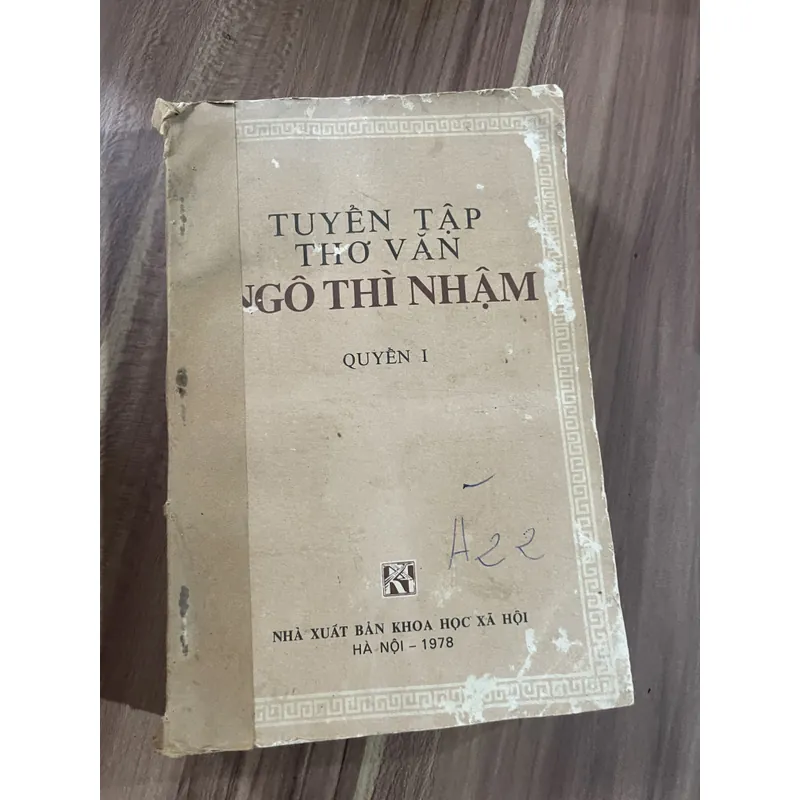 TUYỂN TẬP
THƠ VĂN
NGÔ THÌ NHẬM
QUYỂN I
A22
NHÀ XUẤT BẢN KHOA HỌC XÃ HỘI
HÀ NỘI – 1978